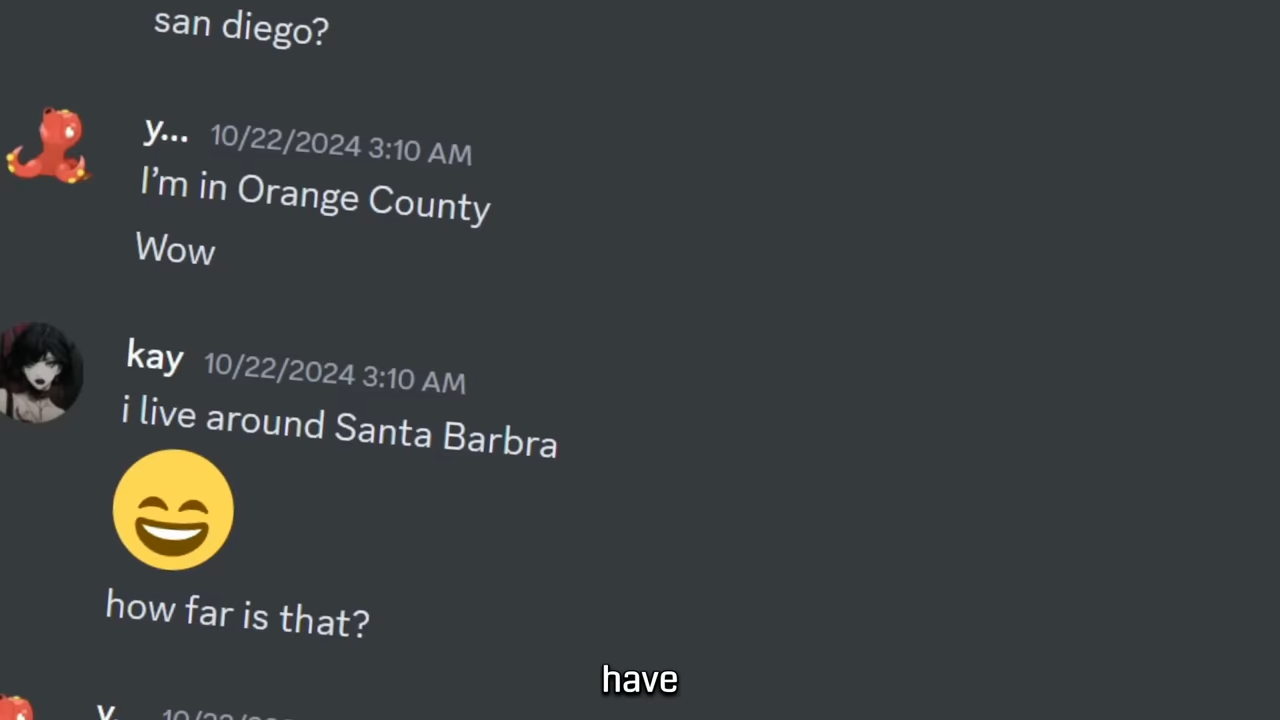 san diego?
y... 10/22/2024 3:10 AM
I'm in Orange County
Wow
kay 10/22/2024 3:10 AM
i live around Santa Barbra
how far is that?
have
y...